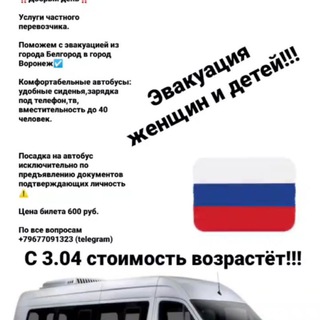 ‼️Добрый день‼️
Услуги частного
перевозчика.
Поможем с эвакуацией из
города Белгород в город
Воронеж☑️
Комфортабельные автобусы:
удобные сиденья,зарядка
под телефон,тв,
вместительность до 40
человек.
Эвакуация
женщин и детей!!!
Посадка на автобус
исключительно по
предъявлению документов
подтверждающих личность
⚠️
Цена билета 600 руб.
По все вопросам
+79677091323 (telegram)
С 3.04 стоимость возрастёт!!!